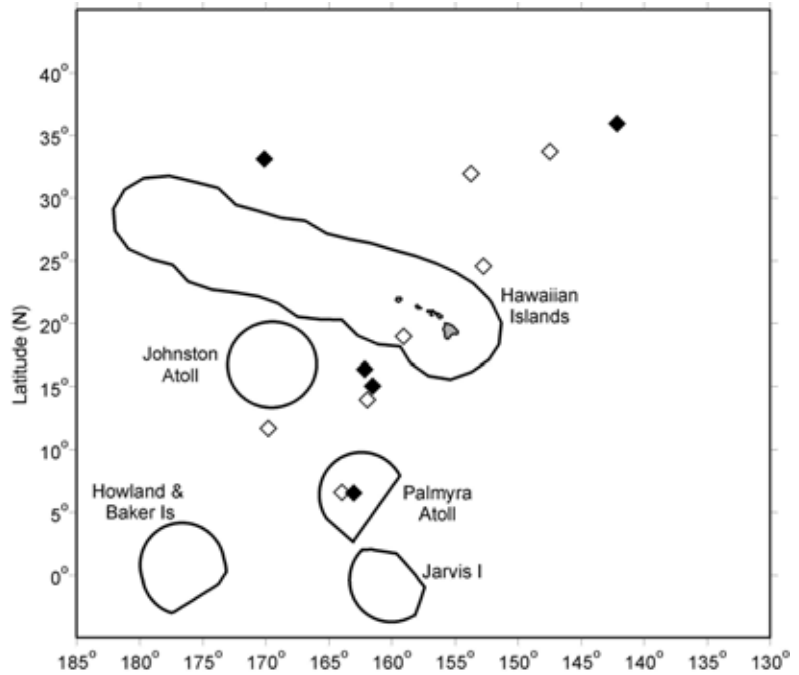 40°
35°
30°
25°
20°
15°
10°
5°
0°
Latitude (N)
Hawaiian
Islands
Johnston
Atoll
Howland &
Baker Is
Palmyra
Atoll
Jarvis I
185° 180° 175° 170° 165° 160° 155° 150° 145° 140° 135° 130°